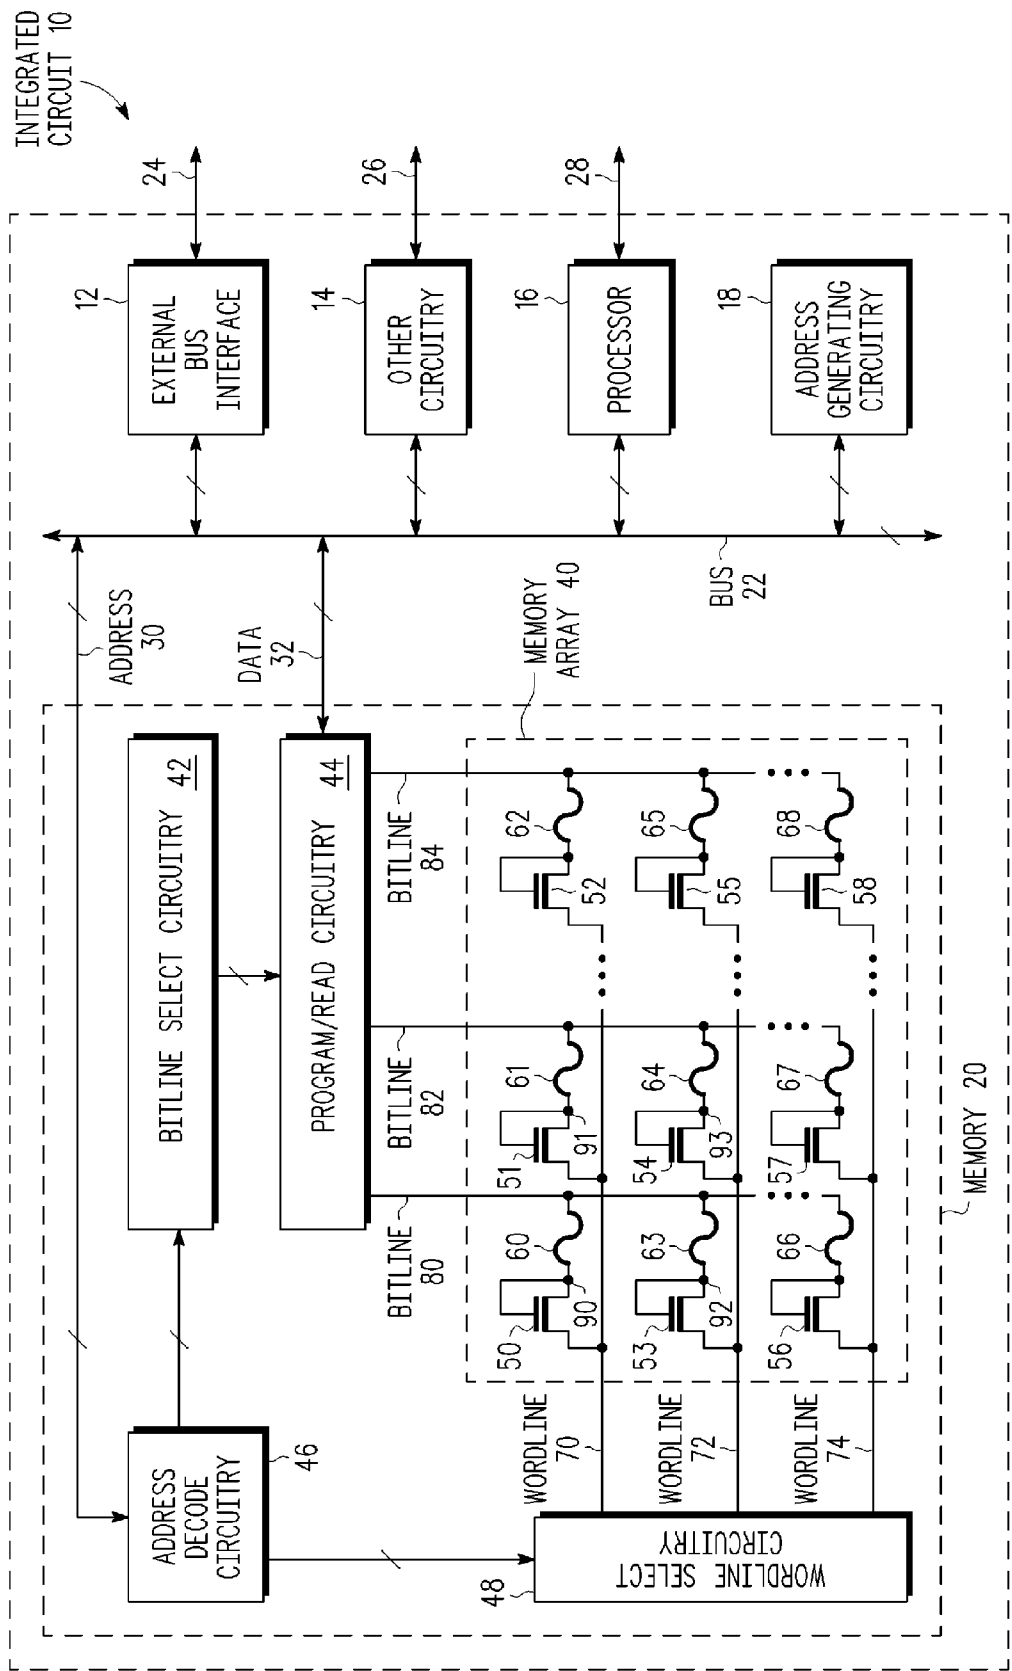 INTEGRATED
CIRCUIT 10
24
26
28
12
EXTERNAL
BUS
INTERFACE
14
OTHER
CIRCUITRY
16
PROCESSOR
18
ADDRESS
GENERATING
CIRCUITRY
BUS
22
ADDRESS
30
DATA
32
MEMORY
ARRAY 40
BITLINE SELECT CIRCUITRY 42
PROGRAM/READ CIRCUITRY 44
BITLINE
80
BITLINE
82
BITLINE
84
ADDRESS
DECODE
CIRCUITRY
46
48
WORDLINE SELECT
CIRCUITRY
WORDLINE
70
WORDLINE
72
WORDLINE
74
50
60
90
51
61
91
62
52
53
63
92
54
64
93
65
55
56
66
57
67
68
58
MEMORY 20